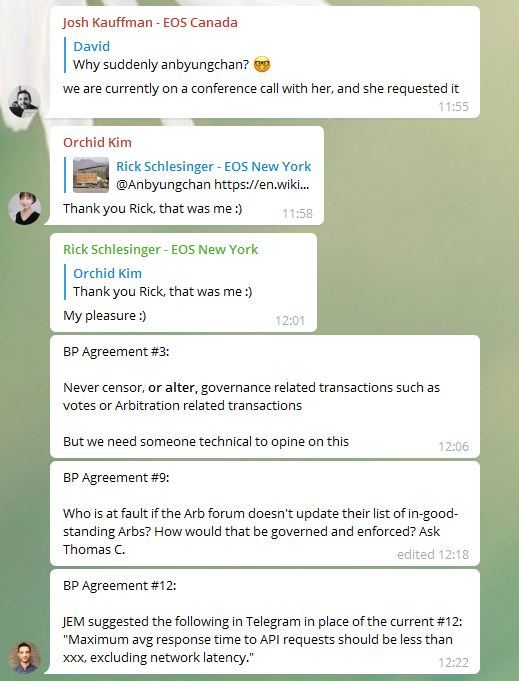 Josh Kauffman - EOS Canada
David
Why suddenly anbyungchan? 🤓
we are currently on a conference call with her, and she requested it
11:55
Orchid Kim
Rick Schlesinger - EOS New York
@Anbyungchan https://en.wiki...
Thank you Rick, that was me :)
11:58
Rick Schlesinger - EOS New York
Orchid Kim
Thank you Rick, that was me :)
My pleasure :)
12:01
BP Agreement #3:
Never censor, or alter, governance related transactions such as
votes or Arbitration related transactions
But we need someone technical to opine on this
12:06
BP Agreement #9:
Who is at fault if the Arb forum doesn't update their list of in-good-
standing Arbs? How would that be governed and enforced? Ask
Thomas C.
edited 12:18
BP Agreement #12:
JEM suggested the following in Telegram in place of the current #12:
"Maximum avg response time to API requests should be less than
xxx, excluding network latency."
12:22